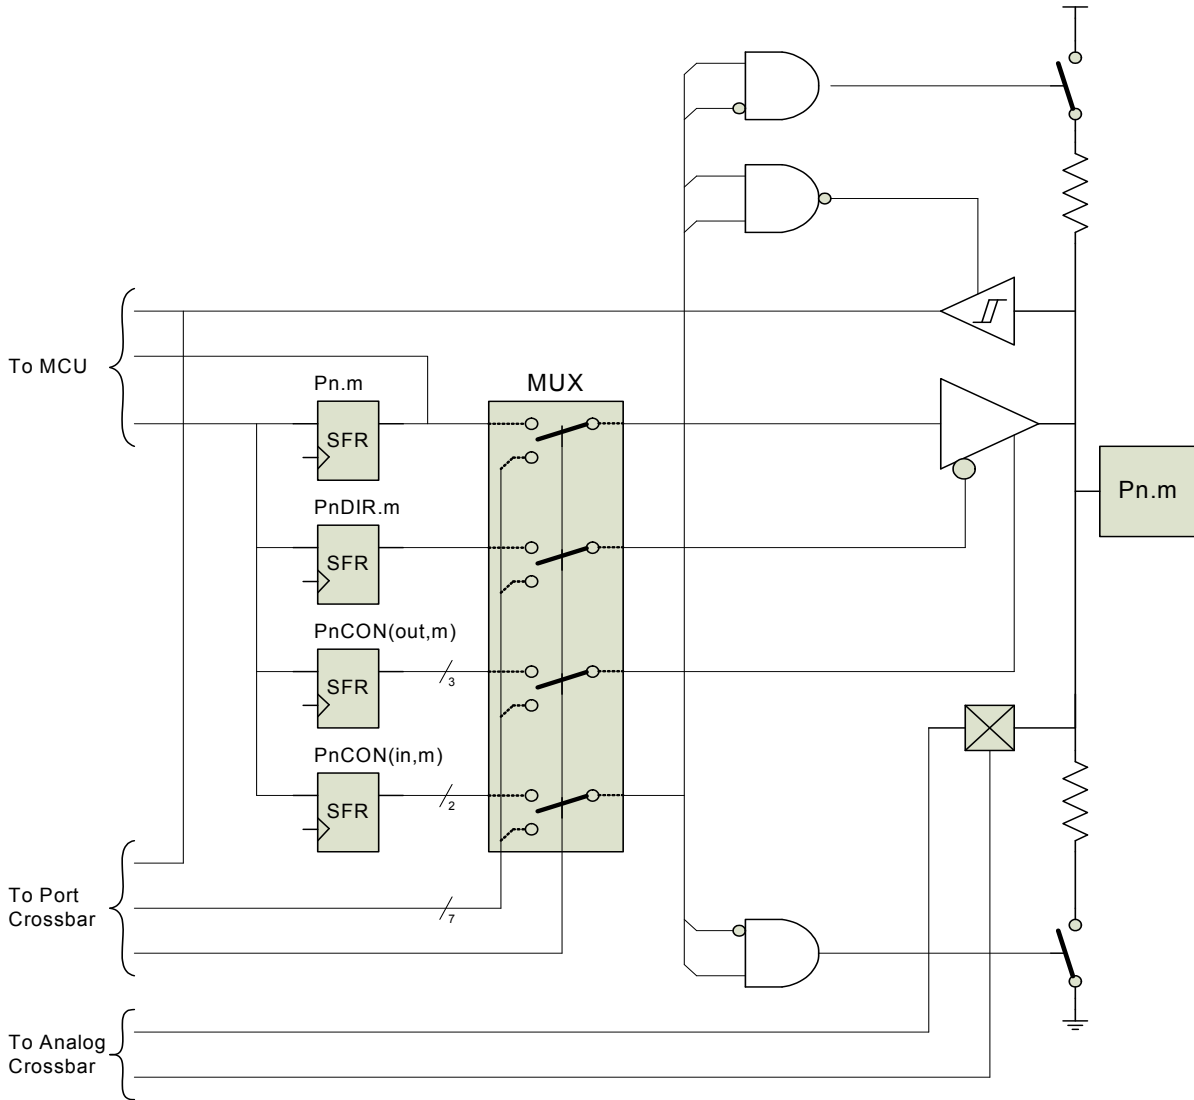 To MCU
Pn.m
MUX
SFR
Pn.m
PnDIR.m
SFR
PnCON(out,m)
SFR
3
PnCON(in,m)
SFR
2
To Port
Crossbar
7
To Analog
Crossbar